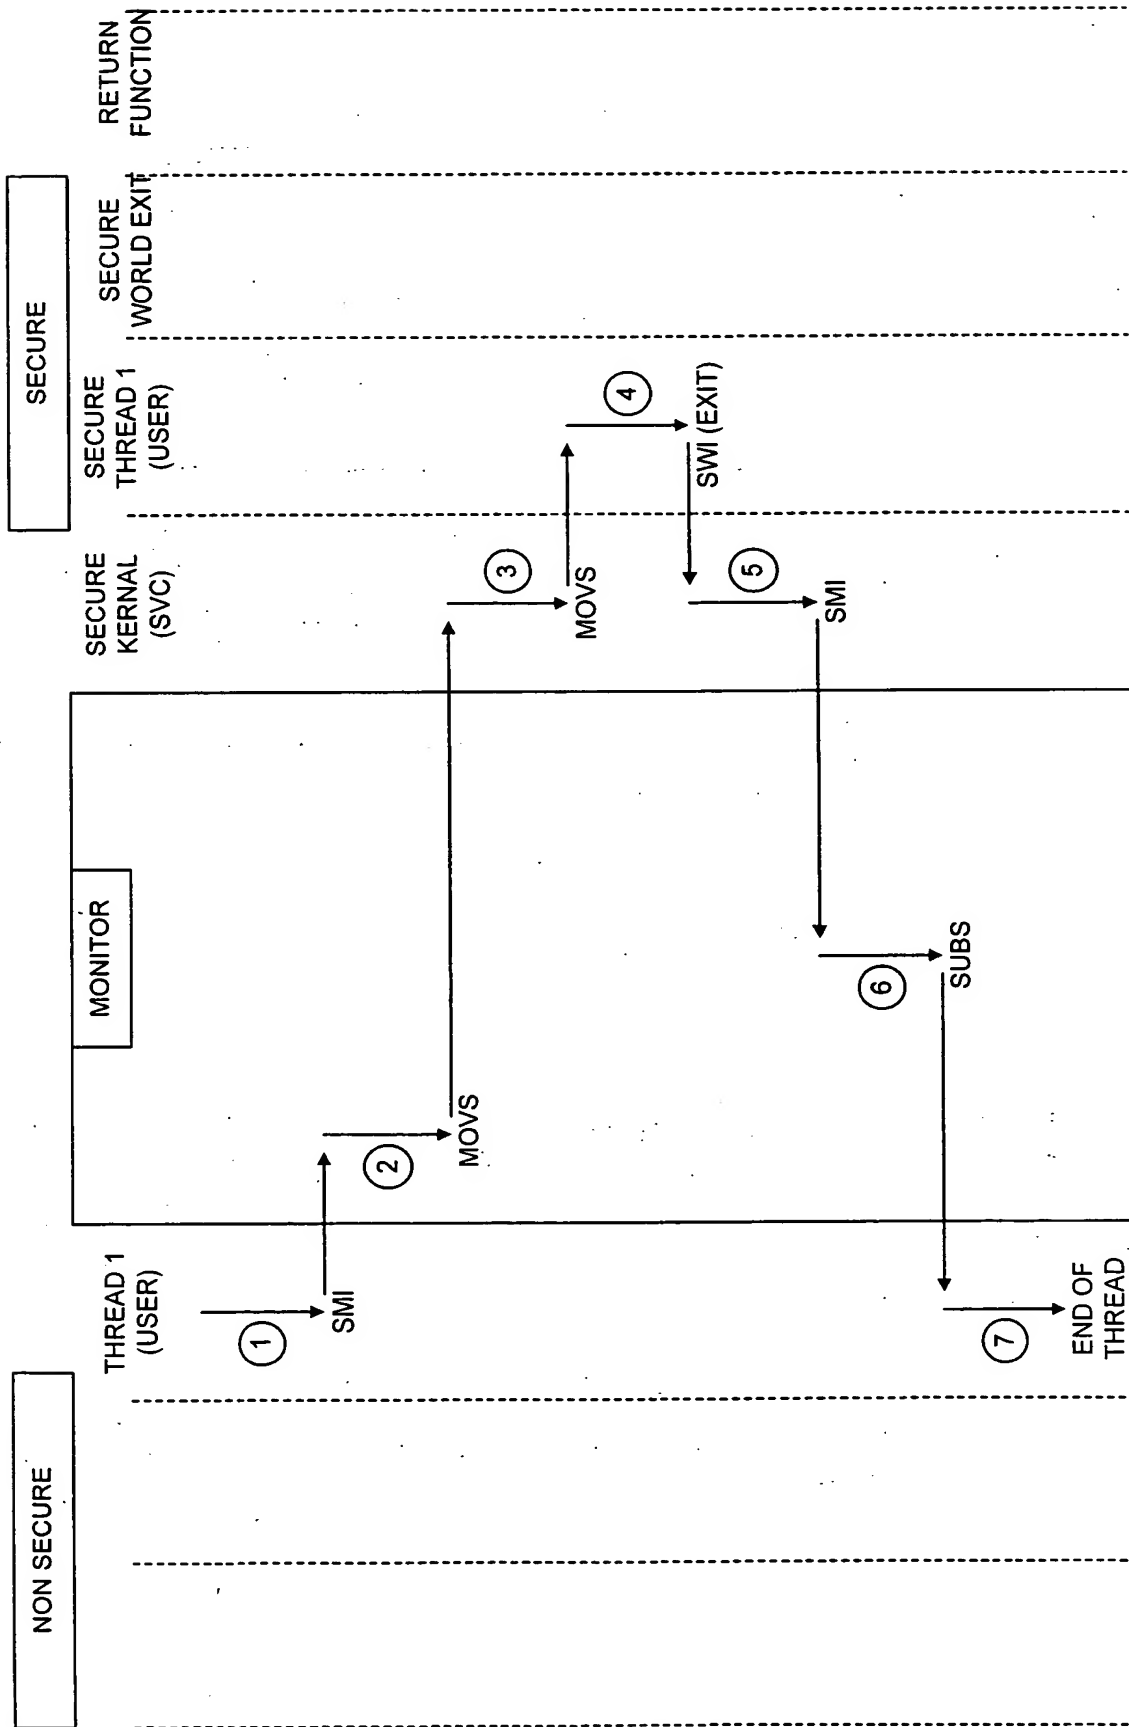 NON SECURE
MONITOR
SECURE
THREAD 1
(USER)
SECURE
KERNAL
(SVC)
SECURE
THREAD 1
(USER)
SECURE
WORLD EXIT
RETURN
FUNCTION
1
SMI
2
MOVS
3
MOVS
4
SWI (EXIT)
5
SMI
6
SUBS
7
END OF
THREAD